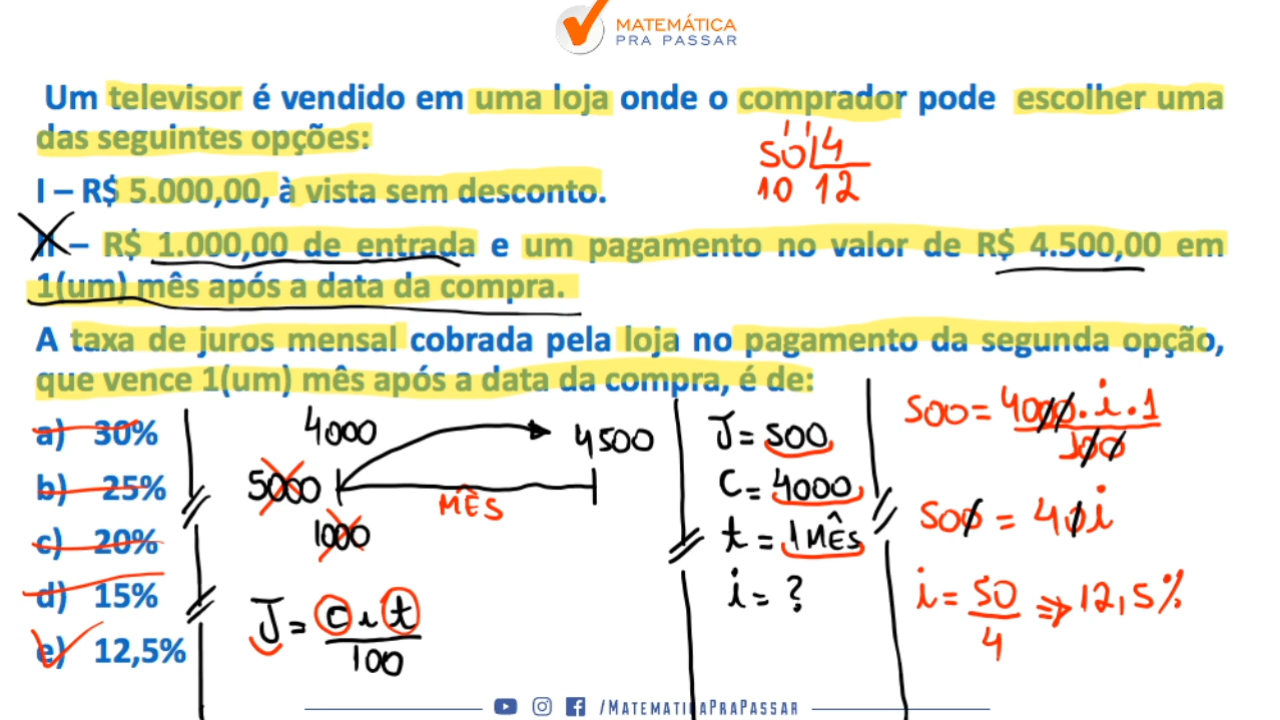 MATEMÁTICA
PRA PASSAR
Um televisor é vendido em uma loja onde o comprador pode escolher uma
das seguintes opções:
I – R$ 5.000,00, à vista sem desconto.
II – R$ 1.000,00 de entrada e um pagamento no valor de R$ 4.500,00 em
1(um) mês após a data da compra.
A taxa de juros mensal cobrada pela loja no pagamento da segunda opção,
que vence 1(um) mês após a data da compra, é de:
a) 30%
b) 25%
c) 20%
d) 15%
e) 12,5%
50 4
10 12
4000
5000
4500
MÊS
1000
J = c i t
100
J = 500
C = 4000
t = 1 MÊS
i = ?
500 = 4000 . i . 1
100
500 = 40 i
i = 50 ⇒ 12,5%
4
/MATEMATICAPRAPASSAR